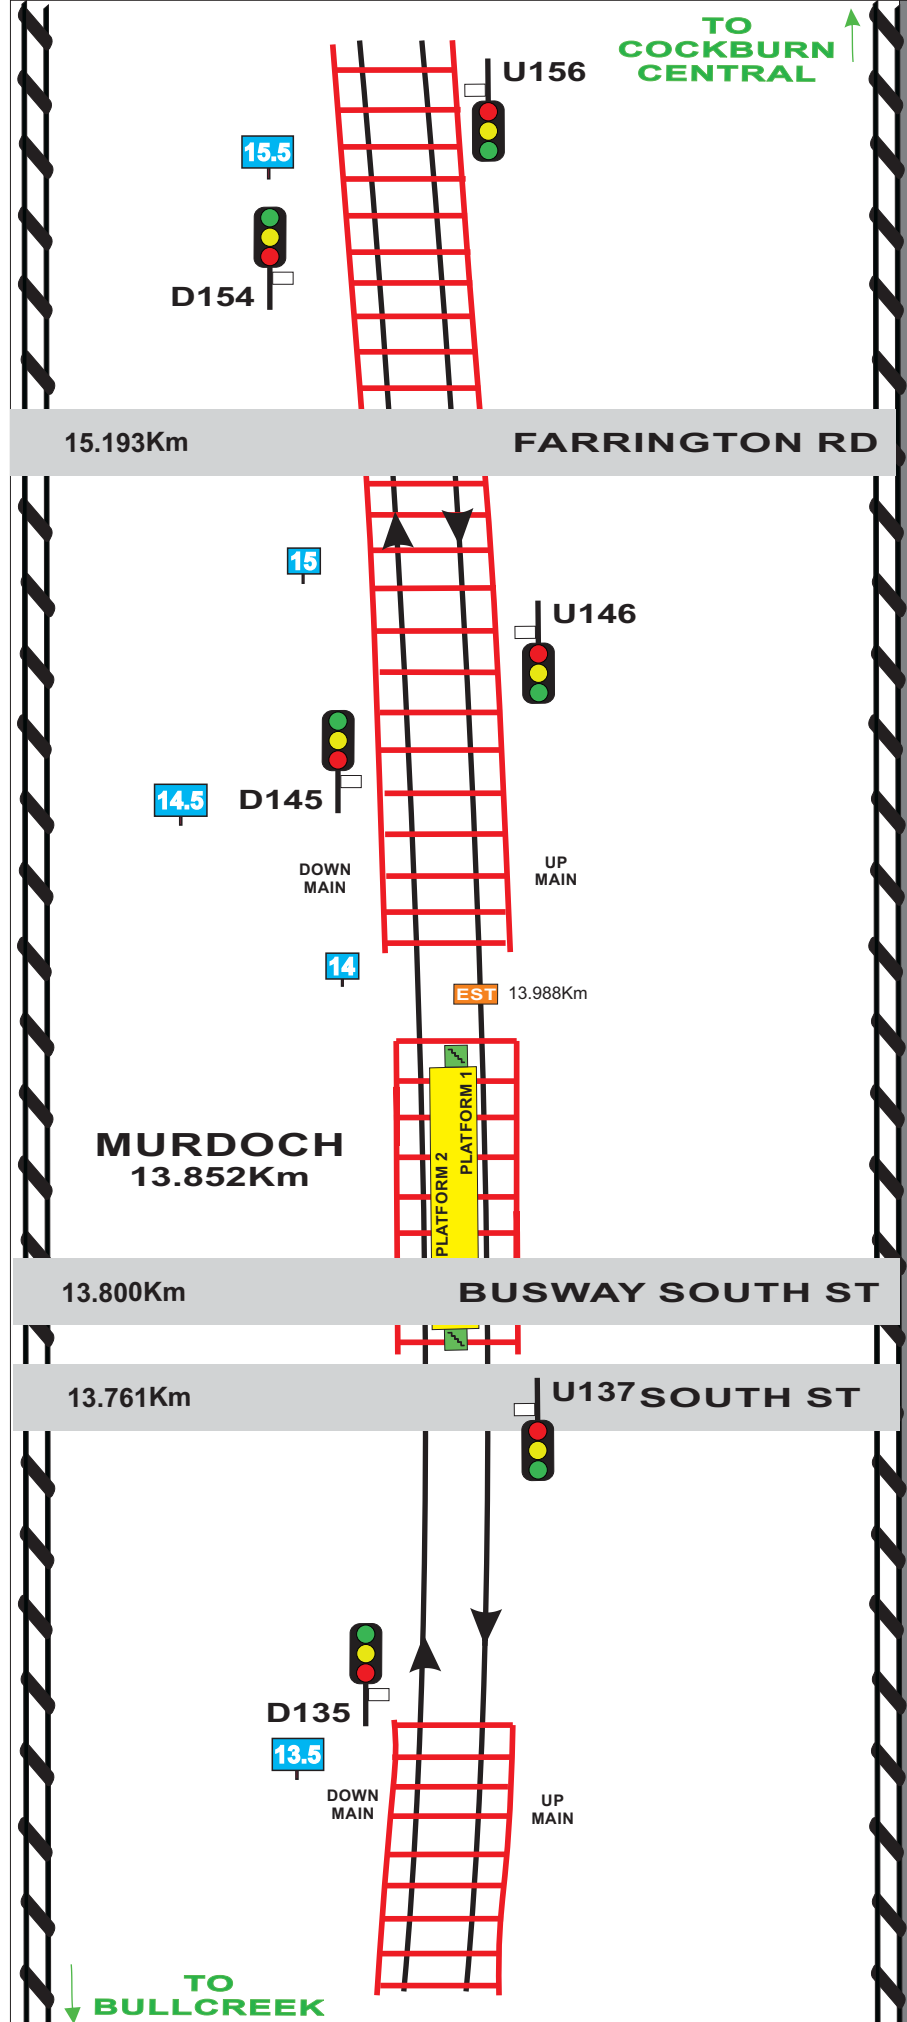 TO
COCKBURN
CENTRAL
U156
15.5
D154
15.193Km FARRINGTON RD
15
U146
D145
14.5
DOWN
MAIN
UP
MAIN
14
EST 13.988Km
PLATFORM 1
PLATFORM 2
MURDOCH
13.852Km
13.800Km BUSWAY SOUTH ST
13.761Km U137 SOUTH ST
D135
13.5
DOWN
MAIN
UP
MAIN
TO
BULLCREEK